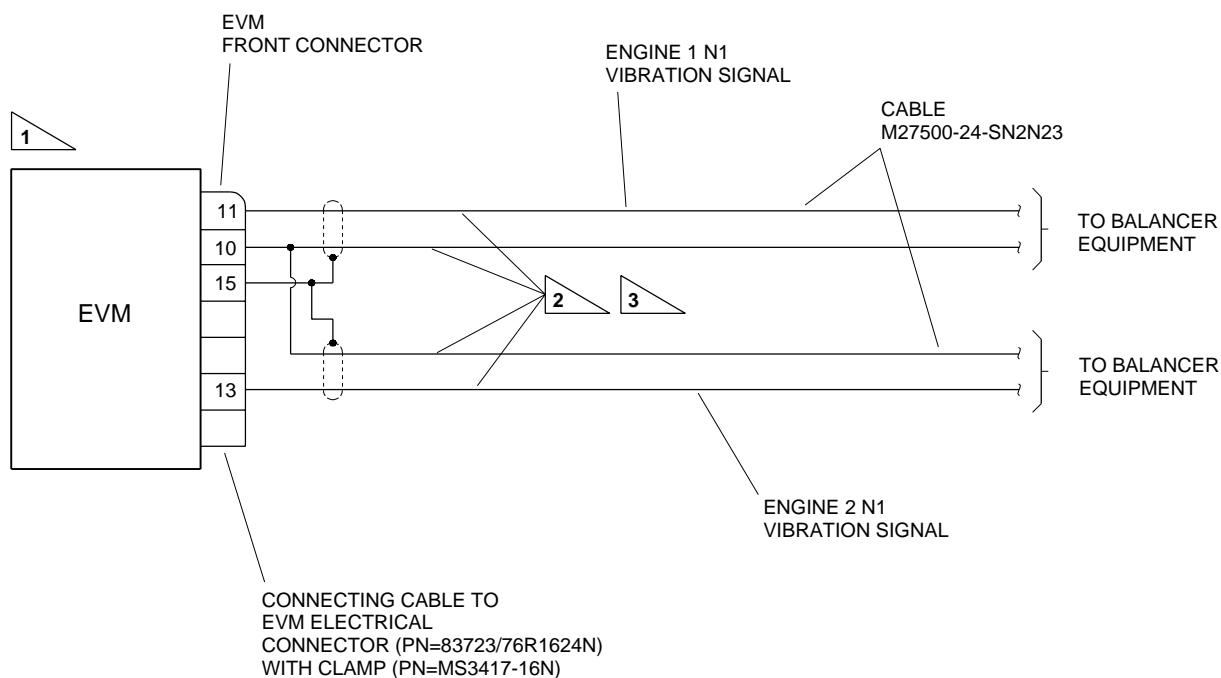 EVM
FRONT CONNECTOR
ENGINE 1 N1
VIBRATION SIGNAL
CABLE
M27500-24-SN2N23
1
11
10
15
13
EVM
2
3
TO BALANCER
EQUIPMENT
TO BALANCER
EQUIPMENT
ENGINE 2 N1
VIBRATION SIGNAL
CONNECTING CABLE TO
EVM ELECTRICAL
CONNECTOR (PN=83723/76R1624N)
WITH CLAMP (PN=MS3417-16N)